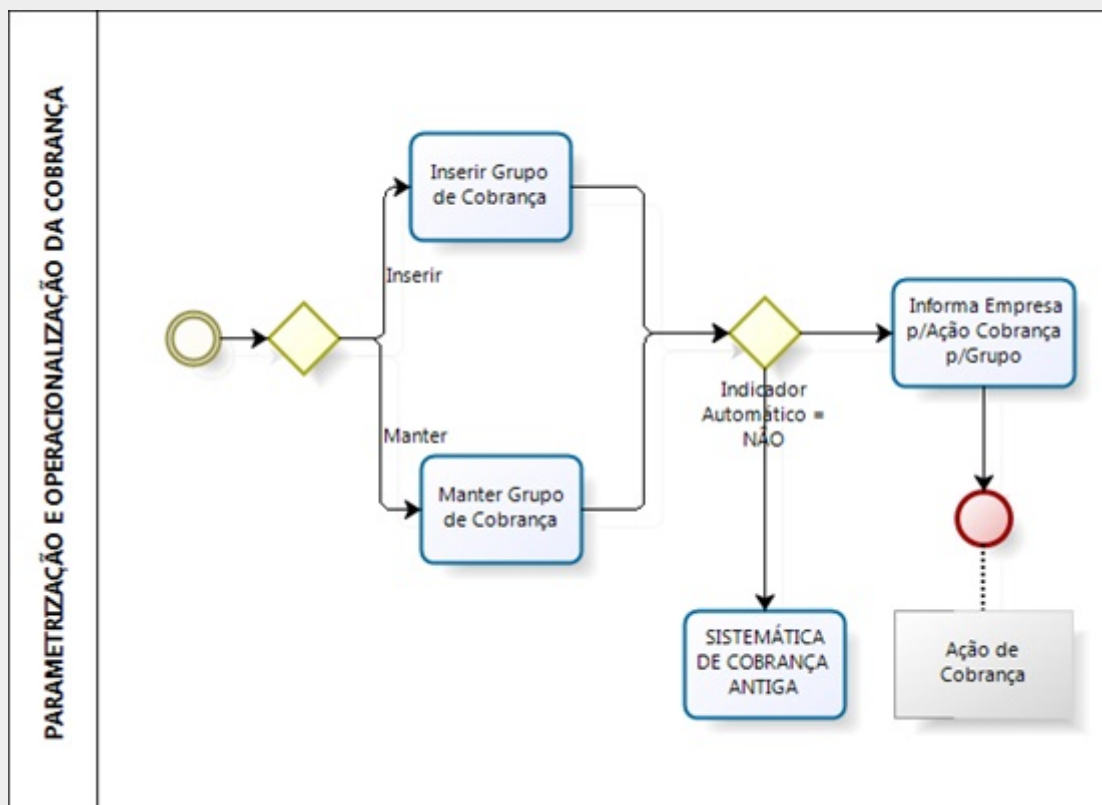 PARAMETRIZAÇÃO E OPERACIONALIZAÇÃO DA COBRANÇA
Inserir Grupo
de Cobrança
Inserir
Manter
Manter Grupo
de Cobrança
Indicador
Automático =
NÃO
Informa Empresa
p/Ação Cobrança
p/Grupo
SISTEMÁTICA
DE COBRANÇA
ANTIGA
Ação de
Cobrança